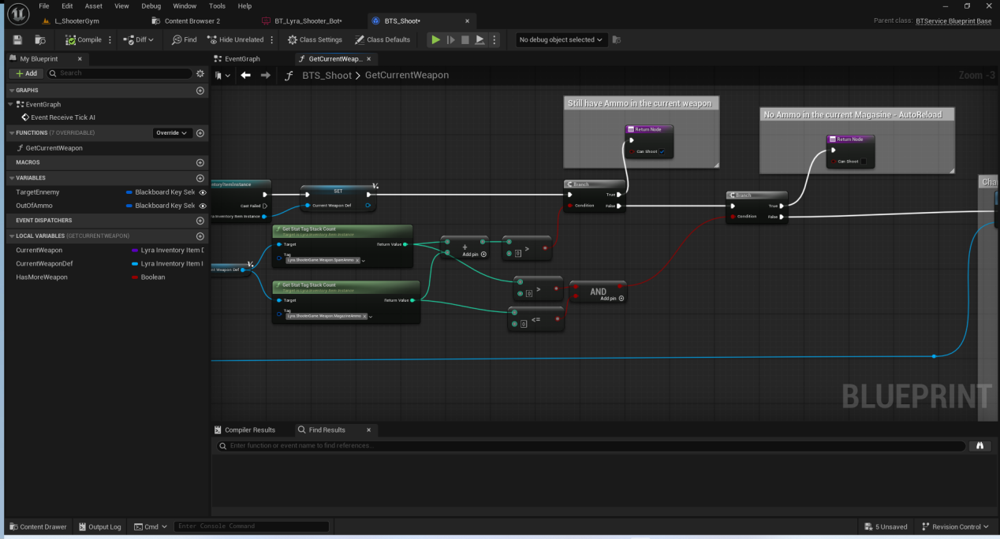 File Edit Asset View Debug Window Tools Help
L_ShooterGym Content Browser 2 BT_Lyra_Shooter_Bot* BTS_Shoot* Parent class: BTService Blueprint Base
Compile Diff Find Hide Unrelated Class Settings Class Defaults No debug object selected
My Blueprint
Add Search
GRAPHS
EventGraph
Event Receive Tick AI
FUNCTIONS (7 OVERRIDABLE) Override
GetCurrentWeapon
MACROS
VARIABLES
TargetEnnemy Blackboard Key Sele
OutOfAmmo Blackboard Key Sele
EVENT DISPATCHERS
LOCAL VARIABLES (GETCURRENTWEAPON)
CurrentWeapon Lyra Inventory Item D
CurrentWeaponDef Lyra Inventory Item I
HasMoreWeapon Boolean
EventGraph GetCurrentWeap...
BTS_Shoot > GetCurrentWeapon Zoom -3
Still have Ammo in the current weapon
Return Node
Can Shoot
No Ammo in the current Magasine - AutoReload
Return Node
Can Shoot
Cha
ntoryItemInstance
Cast Failed
a Inventory Item Instance
SET
Current Weapon Def
Branch
True
Condition False
Branch
True
Condition False
nt Weapon Def
Get Stat Tag Stack Count
Target is Lyra Inventory Item Instance
Target Return Value
Tag
Lyra.ShooterGame.Weapon.SpareAmmo
Get Stat Tag Stack Count
Target is Lyra Inventory Item Instance
Target Return Value
Tag
Lyra.ShooterGame.Weapon.MagazineAmmo
+
Add pin
0 >
0 >
0 <=
AND
Add pin
BLUEPRINT
Compiler Results Find Results
Enter function or event name to find references...
Content Drawer Output Log Cmd Enter Console Command 5 Unsaved Revision Control